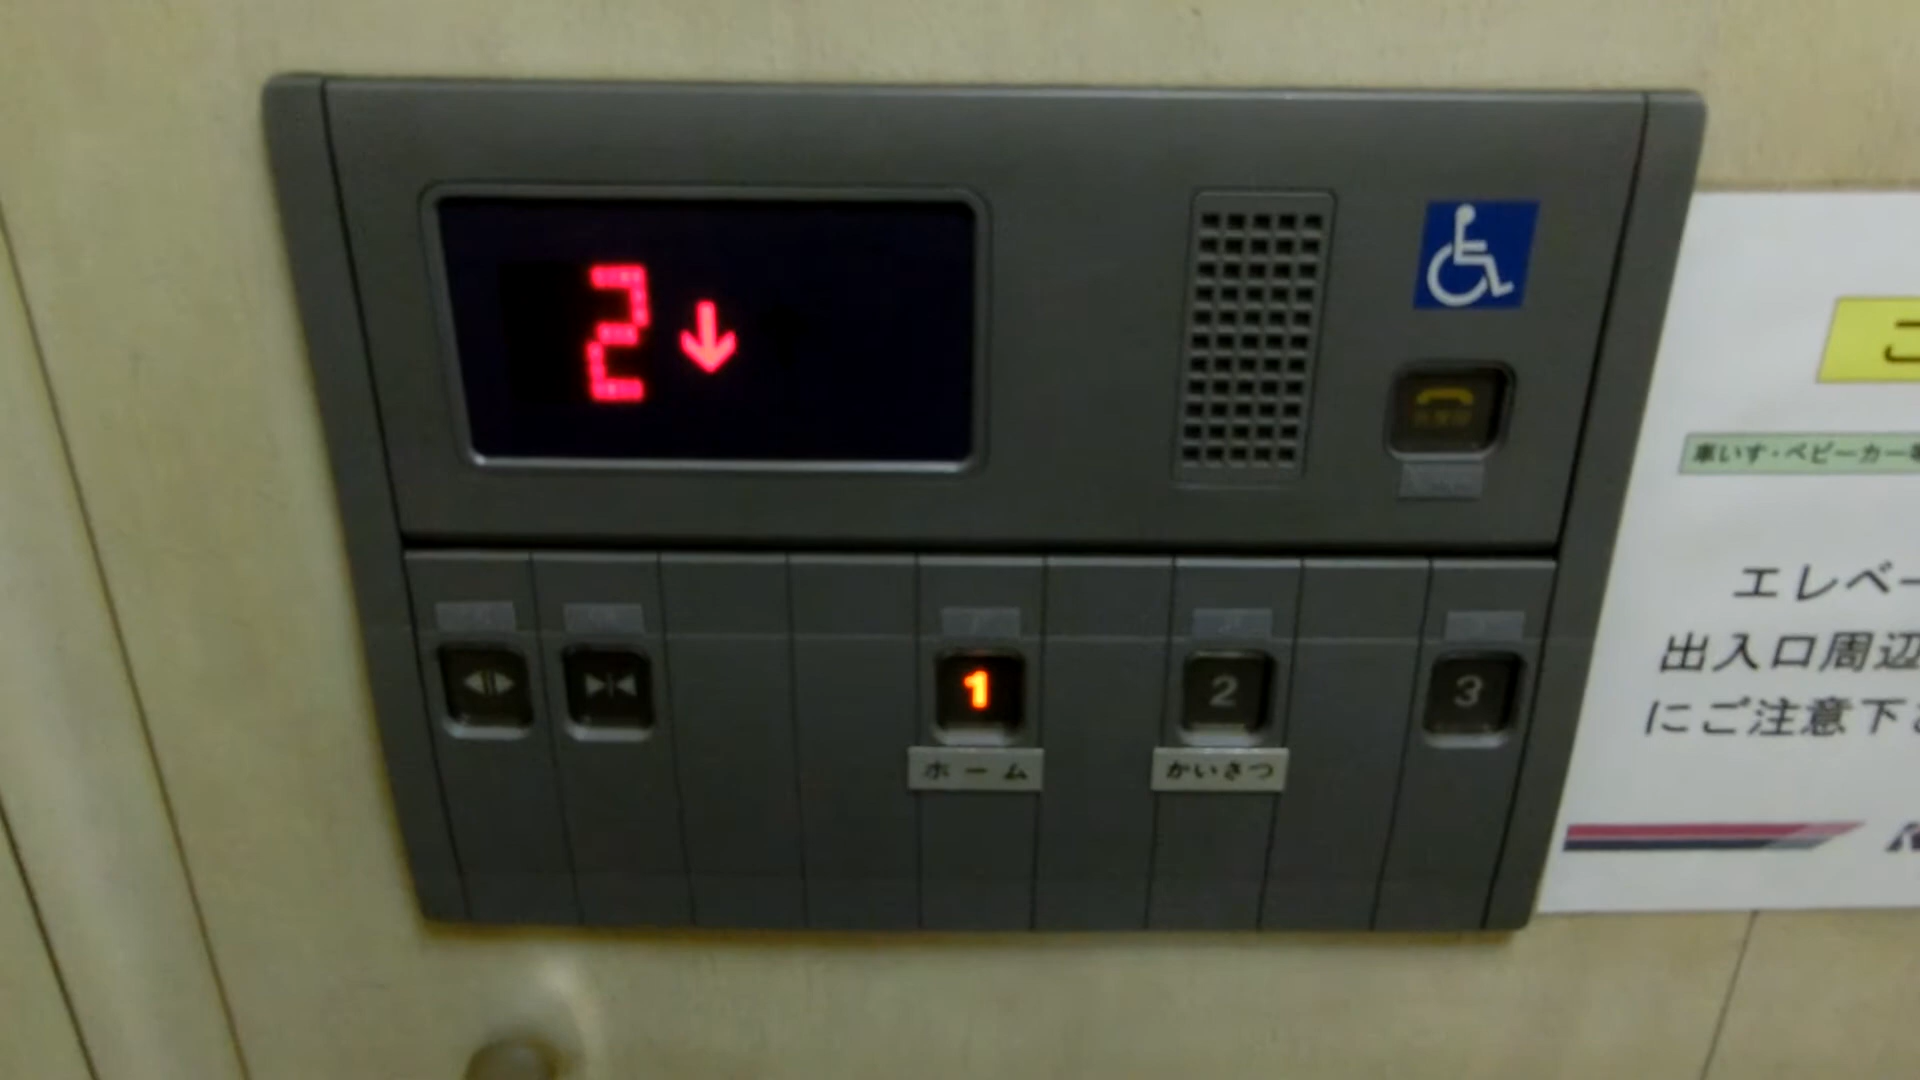 2↓
1
2
3
ホーム
かいさつ
車いす・ベビーカー
エレベー
出入口周辺
にご注意下